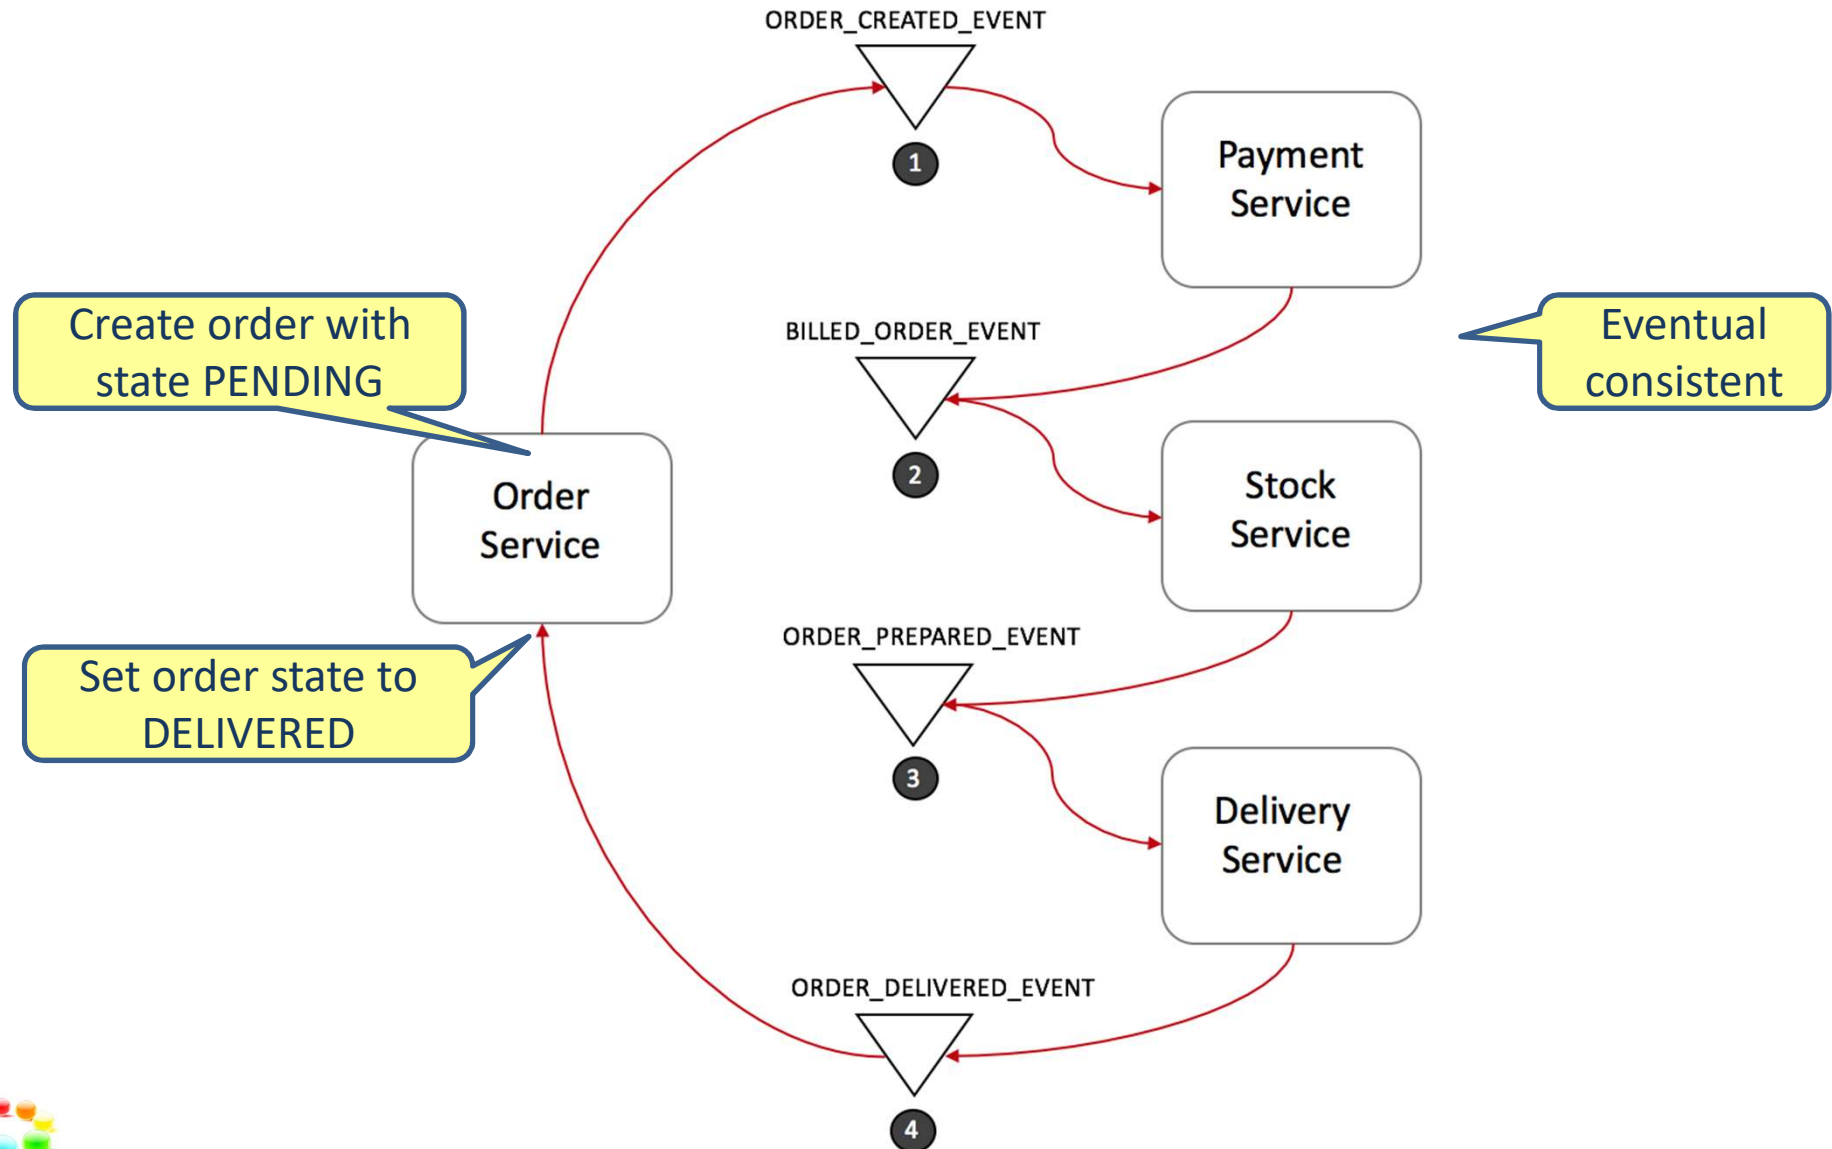 ORDER_CREATED_EVENT
1
Payment
Service
Create order with
state PENDING
BILLED_ORDER_EVENT
Eventual
consistent
2
Order
Service
Stock
Service
ORDER_PREPARED_EVENT
Set order state to
DELIVERED
3
Delivery
Service
ORDER_DELIVERED_EVENT
4